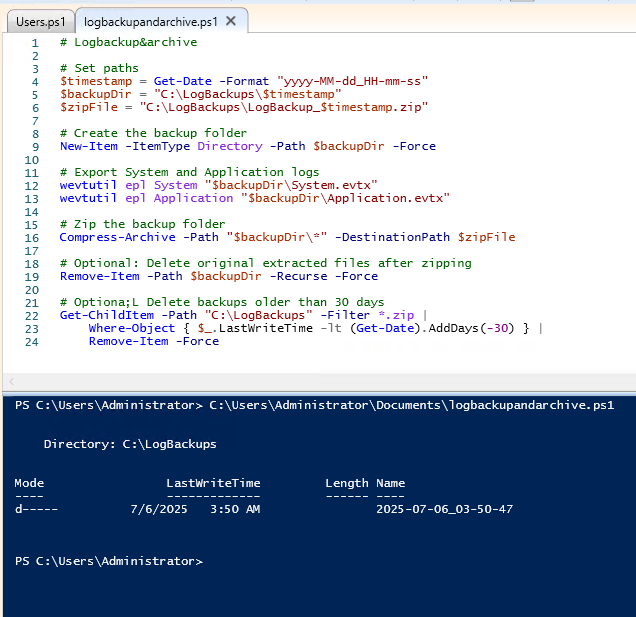 Users.ps1
logbackupandarchive.ps1
1 # Logbackup&archive
2
3 # Set paths
4 $timestamp = Get-Date -Format "yyyy-MM-dd_HH-mm-ss"
5 $backupDir = "C:\LogBackups\$timestamp"
6 $zipFile = "C:\LogBackups\LogBackup_$timestamp.zip"
7
8 # Create the backup folder
9 New-Item -ItemType Directory -Path $backupDir -Force
10
11 # Export System and Application logs
12 wevtutil epl System "$backupDir\System.evtx"
13 wevtutil epl Application "$backupDir\Application.evtx"
14
15 # Zip the backup folder
16 Compress-Archive -Path "$backupDir\*" -DestinationPath $zipFile
17
18 # Optional: Delete original extracted files after zipping
19 Remove-Item -Path $backupDir -Recurse -Force
20
21 # Optiona;L Delete backups older than 30 days
22 Get-ChildItem -Path "C:\LogBackups" -Filter *.zip |
23     Where-Object { $_.LastWriteTime -lt (Get-Date).AddDays(-30) } |
24     Remove-Item -Force
PS C:\Users\Administrator> C:\Users\Administrator\Documents\logbackupandarchive.ps1
    Directory: C:\LogBackups
Mode                LastWriteTime         Length Name
----                -------------         ------ ----
d-----         7/6/2025   3:50 AM                2025-07-06_03-50-47
PS C:\Users\Administrator>